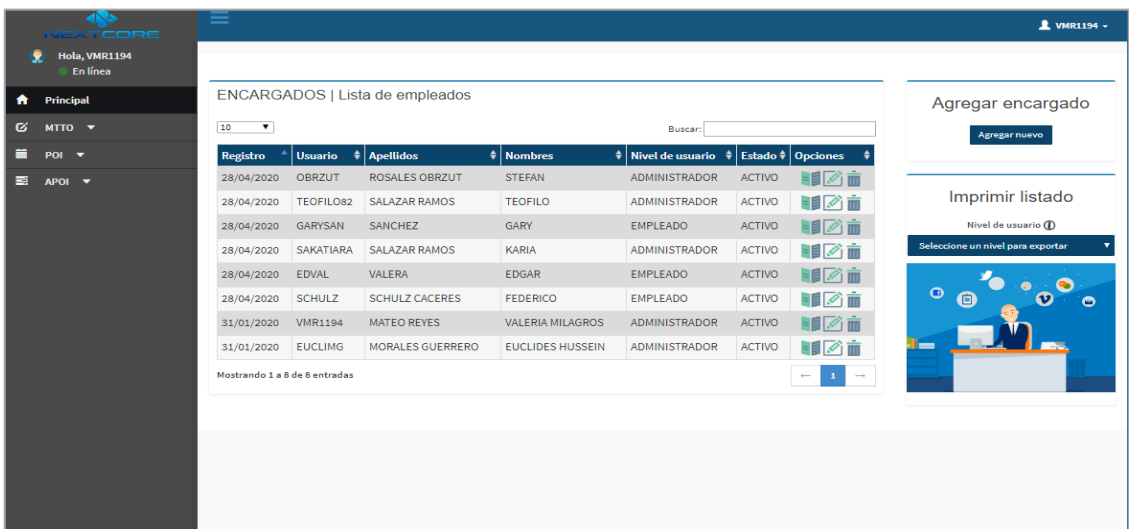 NEXTCORE
VMR1194
Hola, VMR1194
En línea
Principal
MTTO
POI
APOI
ENCARGADOS | Lista de empleados
10
Buscar:
Registro Usuario Apellidos Nombres Nivel de usuario Estado Opciones
28/04/2020 OBRZUT ROSALES OBRZUT STEFAN ADMINISTRADOR ACTIVO
28/04/2020 TEOFILO82 SALAZAR RAMOS TEOFILO ADMINISTRADOR ACTIVO
28/04/2020 GARYSAN SANCHEZ GARY EMPLEADO ACTIVO
28/04/2020 SAKATIARA SALAZAR RAMOS KARIA ADMINISTRADOR ACTIVO
28/04/2020 EDVAL VALERA EDGAR EMPLEADO ACTIVO
28/04/2020 SCHULZ SCHULZ CACERES FEDERICO EMPLEADO ACTIVO
31/01/2020 VMR1194 MATEO REYES VALERIA MILAGROS ADMINISTRADOR ACTIVO
31/01/2020 EUCLIMG MORALES GUERRERO EUCLIDES HUSSEIN ADMINISTRADOR ACTIVO
Mostrando 1 a 8 de 8 entradas
← 1 →
Agregar encargado
Agregar nuevo
Imprimir listado
Nivel de usuario
Seleccione un nivel para exportar